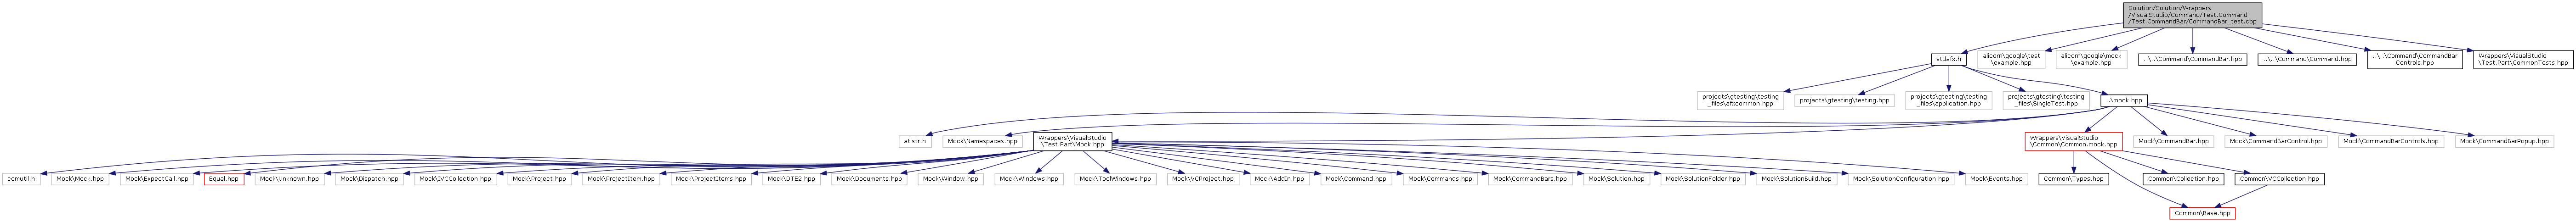 Solution/Solution/Wrappers
/VisualStudio/Command/Test.Command
/Test.CommandBar/CommandBar_test.cpp
stdafx.h
alicorn\google\test
\example.hpp
alicorn\google\mock
\example.hpp
..\..\Command\CommandBar.hpp
..\..\Command\Command.hpp
..\..\Command\CommandBar
Controls.hpp
Wrappers\VisualStudio
\Test.Part\CommonTests.hpp
projects\gtesting\testing
_files\afxcommon.hpp
projects\gtesting\testing.hpp
projects\gtesting\testing
_files\application.hpp
projects\gtesting\testing
_files\SingleTest.hpp
..\mock.hpp
atlstr.h
Mock\Namespaces.hpp
Wrappers\VisualStudio
\Test.Part\Mock.hpp
Wrappers\VisualStudio
\Common\Common.mock.hpp
Mock\CommandBar.hpp
Mock\CommandBarControl.hpp
Mock\CommandBarControls.hpp
Mock\CommandBarPopup.hpp
comutil.h
Mock\Mock.hpp
Mock\ExpectCall.hpp
Equal.hpp
Mock\Unknown.hpp
Mock\Dispatch.hpp
Mock\IVCCollection.hpp
Mock\Project.hpp
Mock\ProjectItem.hpp
Mock\ProjectItems.hpp
Mock\DTE2.hpp
Mock\Documents.hpp
Mock\Window.hpp
Mock\Windows.hpp
Mock\ToolWindows.hpp
Mock\VCProject.hpp
Mock\AddIn.hpp
Mock\Command.hpp
Mock\Commands.hpp
Mock\CommandBars.hpp
Mock\Solution.hpp
Mock\SolutionFolder.hpp
Mock\SolutionBuild.hpp
Mock\SolutionConfiguration.hpp
Mock\Events.hpp
Common\Types.hpp
Common\Collection.hpp
Common\VCCollection.hpp
Common\Base.hpp